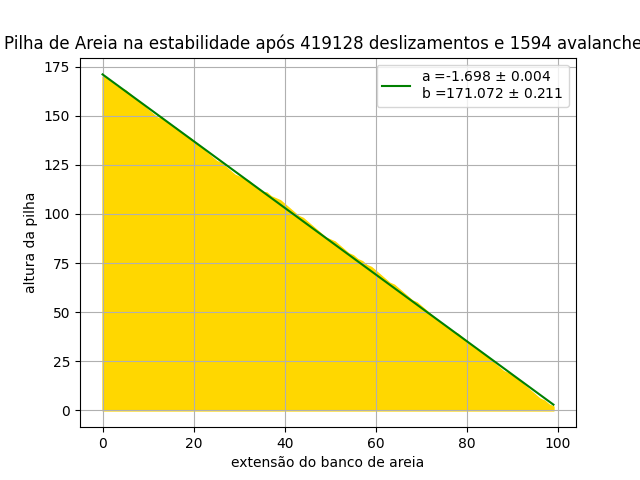 Pilha de Areia na estabilidade após 419128 deslizamentos e 1594 avalanche
a =-1.698 ± 0.004
b =171.072 ± 0.211
altura da pilha
175
150
125
100
75
50
25
0
0 20 40 60 80 100
extensão do banco de areia